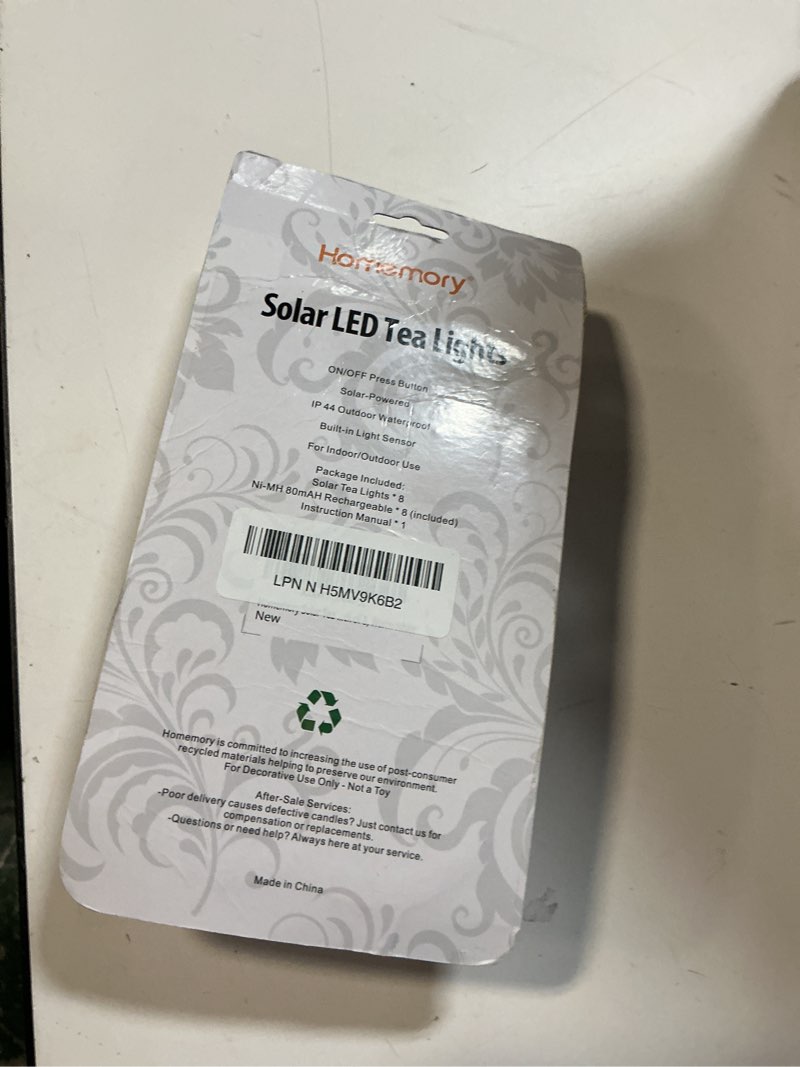 Homemory
Solar LED Tea Lights
ON/OFF Press Button
Solar-Powered
IP 44 Outdoor Waterproof
Built-in Light Sensor
For Indoor/Outdoor Use
Package Included:
Solar Tea Lights * 8
Ni-MH 80mAH Rechargeable * 8 (included)
Instruction Manual * 1
LPN N H5MV9K6B2
New
Homemory is committed to increasing the use of post-consumer
recycled materials helping to preserve our environment.
For Decorative Use Only - Not a Toy
After-Sale Services:
-Poor delivery causes defective candles? Just contact us for
compensation or replacements.
-Questions or need help? Always here at your service.
Made in China